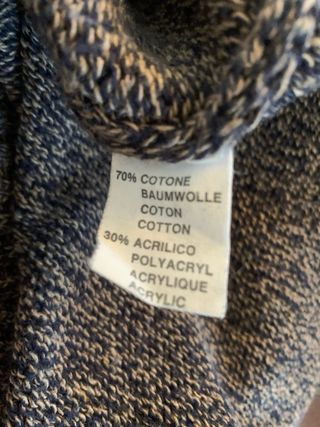 70% COTONE
BAUMWOLLE
COTON
COTTON
30% ACRILICO
POLYACRYL
ACRYLIQUE
ACRYLIC